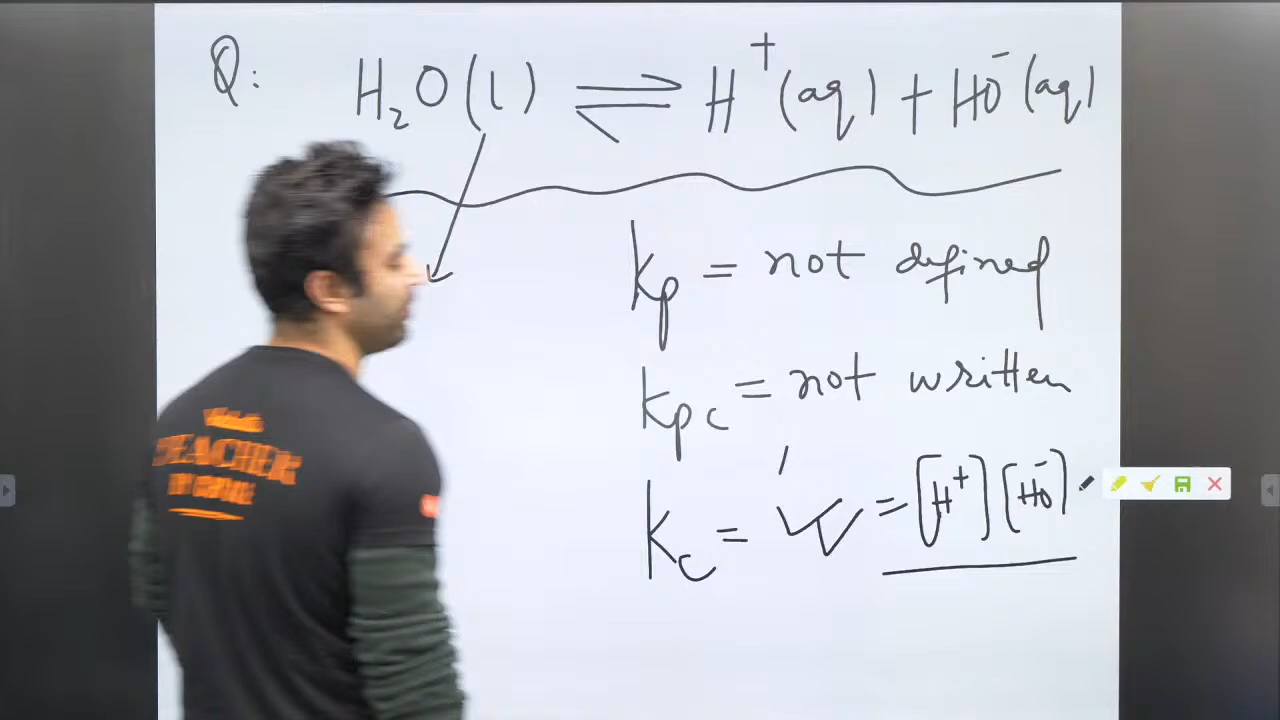 Q: H₂O(l) ⇌ H⁺(aq) + HO⁻(aq)
kp = not defined
kpc = not written
kc = ✓✓ = [H⁺][HO⁻]
TEACHER